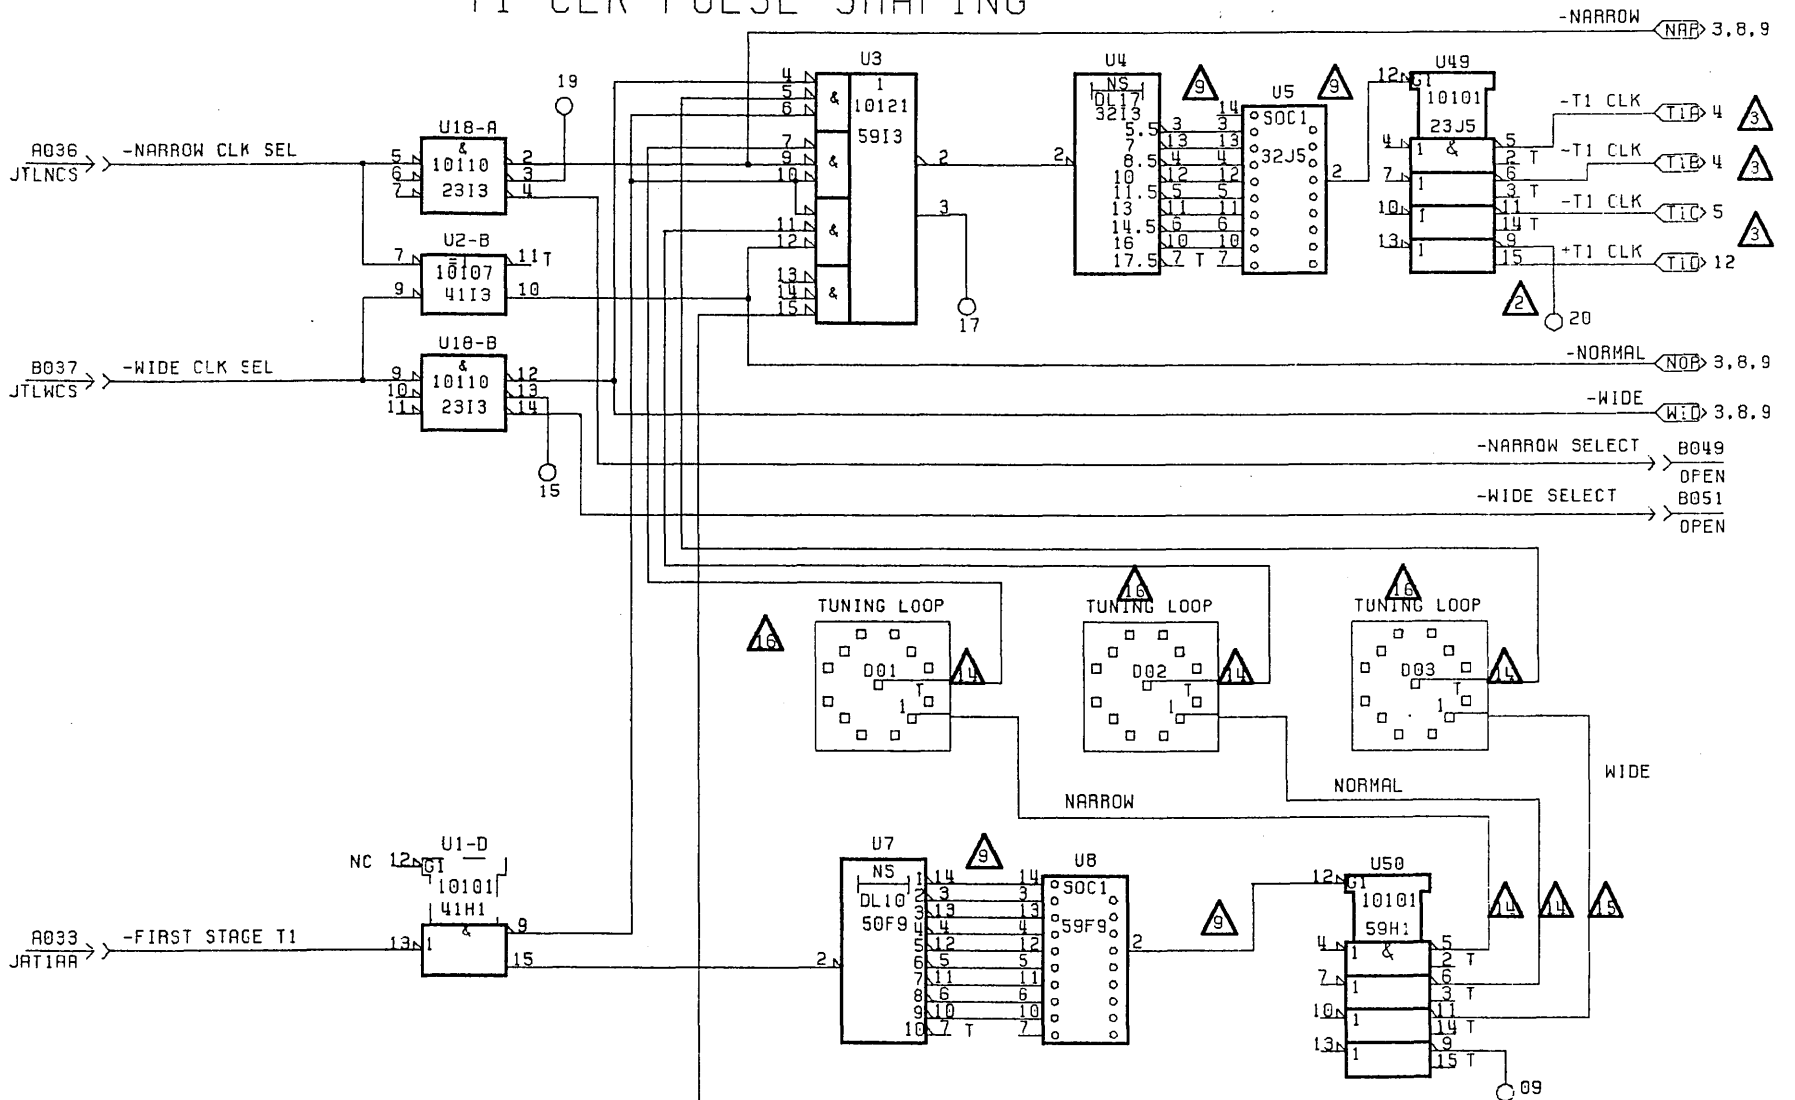 T1 CLK PULSE SHAPING
-NARROW
NAR 3,8,9
U3
4
5
6
&
1
10121
59I3
7
9
10
&
11
12
&
13
14
15
&
2
3
17
U4
NS
DL17
32I3
2
5.5 3
7 13
8.5 4
10 12
11.5 5
13 11
14.5 6
16 10
17.5 7 T
9
U5
14
3
13
4
12
5
11
6
10
7
SOC1
32J5
2
9
U49
12 G1
10101
23J5
4 1 &
7 1
10 1
13 1
5
2 T
6
3 T
11
14 T
9
15
-T1 CLK
T1A 4
3
-T1 CLK
T1B 4
3
-T1 CLK
T1C 5
3
+T1 CLK
T1D 12
2
20
19
A036
JTLNCS
-NARROW CLK SEL
U18-A
5
6
7
&
10110
23I3
2
3
4
U2-B
7
9
=1
10107
41I3
11 T
10
B037
JTLWCS
-WIDE CLK SEL
U18-B
9
10
11
&
10110
23I3
12
13
14
15
-NORMAL
NOR 3,8,9
-WIDE
WID 3,8,9
-NARROW SELECT
B049
OPEN
-WIDE SELECT
B051
OPEN
16
TUNING LOOP
D01
T
1
14
16
TUNING LOOP
D02
T
1
14
16
TUNING LOOP
D03
T
1
14
NARROW
NORMAL
WIDE
A033
JAT1AA
-FIRST STAGE T1
U1-D
NC 12 G1
10101
41H1
13 1 &
9
15
U7
NS
DL10
50F9
2
1 14
2 3
3 13
4 4
5 12
6 5
7 11
8 6
9 10
10 7 T
9
U8
14
3
13
4
12
5
11
6
10
7
SOC1
59F9
2
9
U50
12 G1
10101
59H1
4 1 &
7 1
10 1
13 1
5
2 T
6
3 T
11
14 T
9
15 T
14
14
15
09